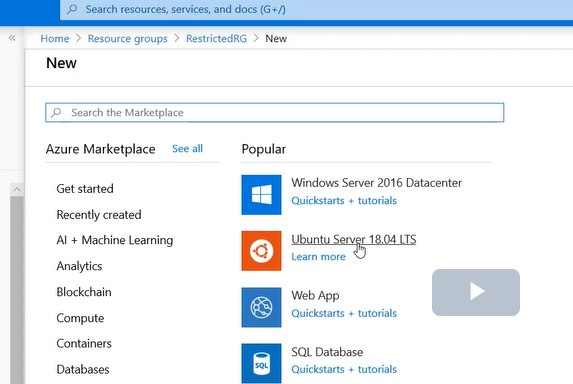 Search resources, services, and docs (G+/)
«
Home > Resource groups > RestrictedRG > New
New
Search the Marketplace
Azure Marketplace See all
Popular
Get started
Recently created
AI + Machine Learning
Analytics
Blockchain
Compute
Containers
Databases
Windows Server 2016 Datacenter
Quickstarts + tutorials
Ubuntu Server 18.04 LTS
Learn more
Web App
Quickstarts + tutorials
SQL
SQL Database
Quickstarts + tutorials